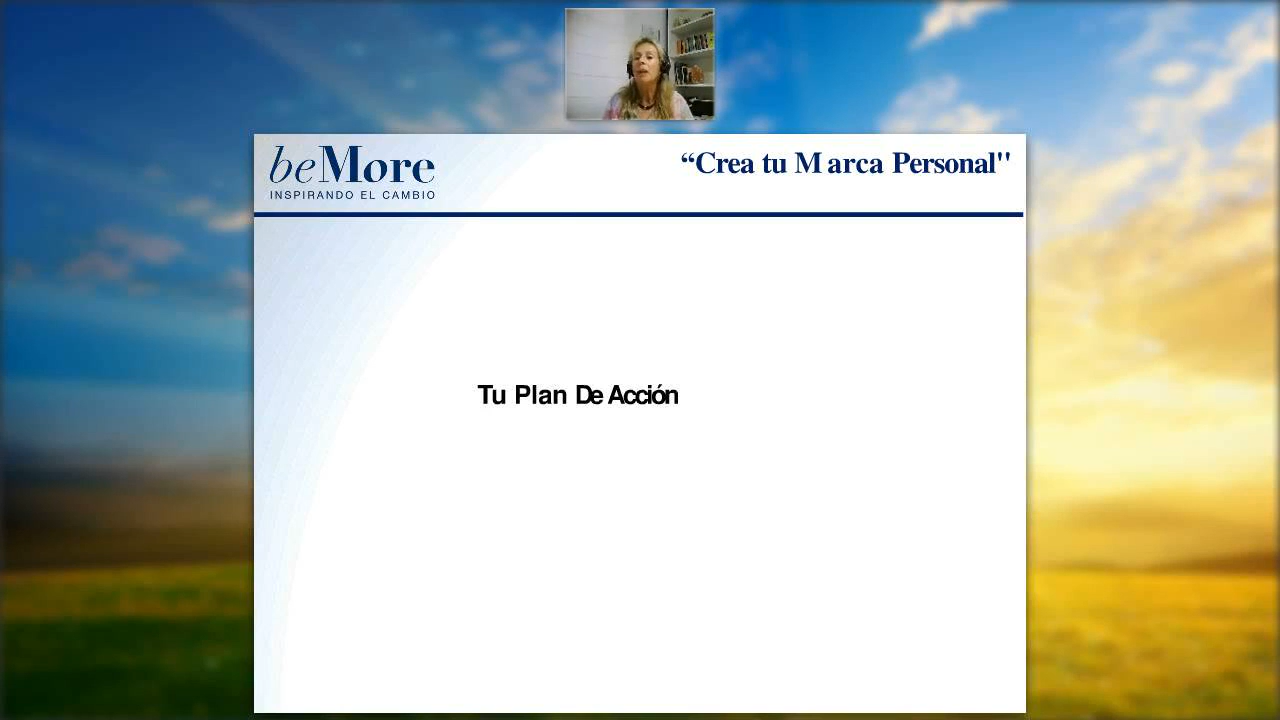 beMore
INSPIRANDO EL CAMBIO
“Crea tu Marca Personal"
Tu Plan De Acción